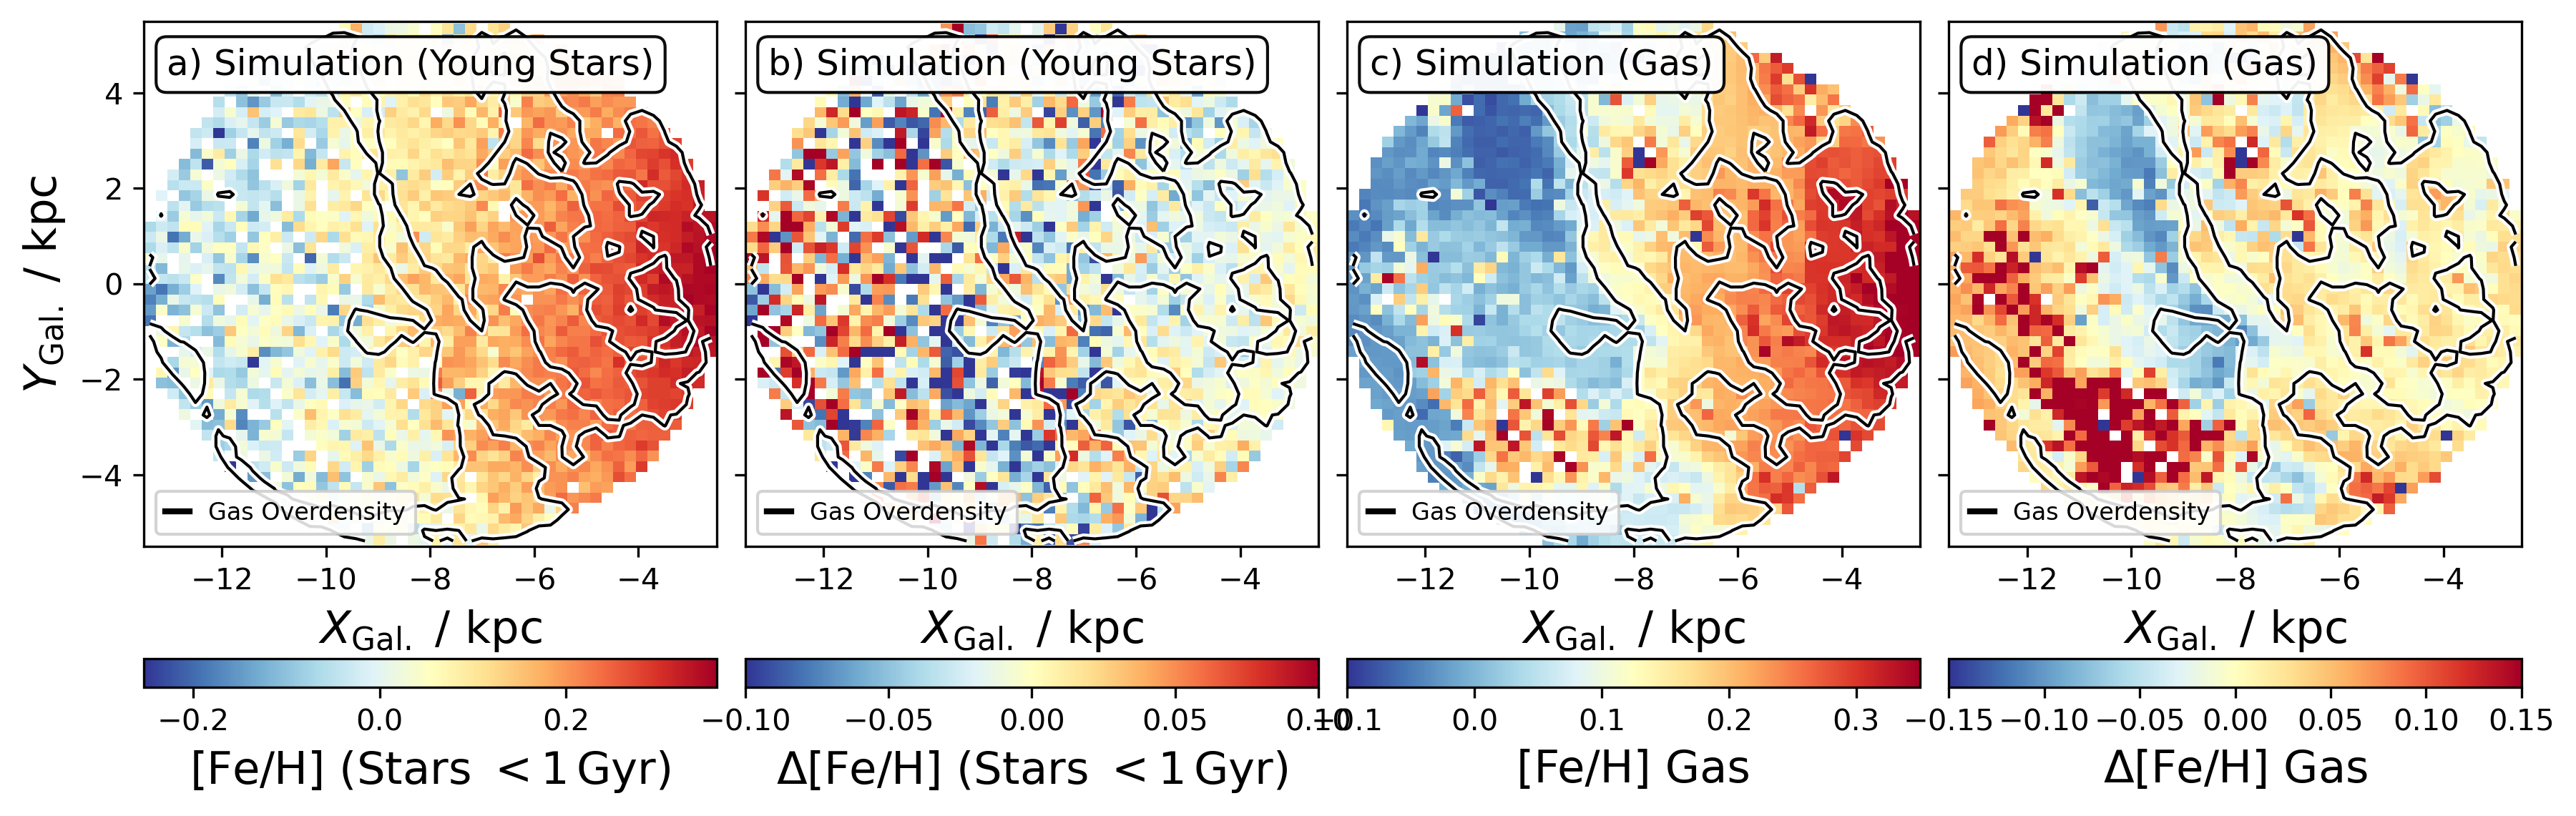 a) Simulation (Young Stars)
b) Simulation (Young Stars)
c) Simulation (Gas)
d) Simulation (Gas)
Y_Gal. / kpc
4
2
0
−2
−4
Gas Overdensity
Gas Overdensity
Gas Overdensity
Gas Overdensity
−12 −10 −8 −6 −4
−12 −10 −8 −6 −4
−12 −10 −8 −6 −4
−12 −10 −8 −6 −4
X_Gal. / kpc
X_Gal. / kpc
X_Gal. / kpc
X_Gal. / kpc
−0.2 0.0 0.2
−0.10 −0.05 0.00 0.05 0.10
−0.1 0.0 0.1 0.2 0.3
−0.15 −0.10 −0.05 0.00 0.05 0.10 0.15
[Fe/H] (Stars < 1 Gyr)
Δ[Fe/H] (Stars < 1 Gyr)
[Fe/H] Gas
Δ[Fe/H] Gas